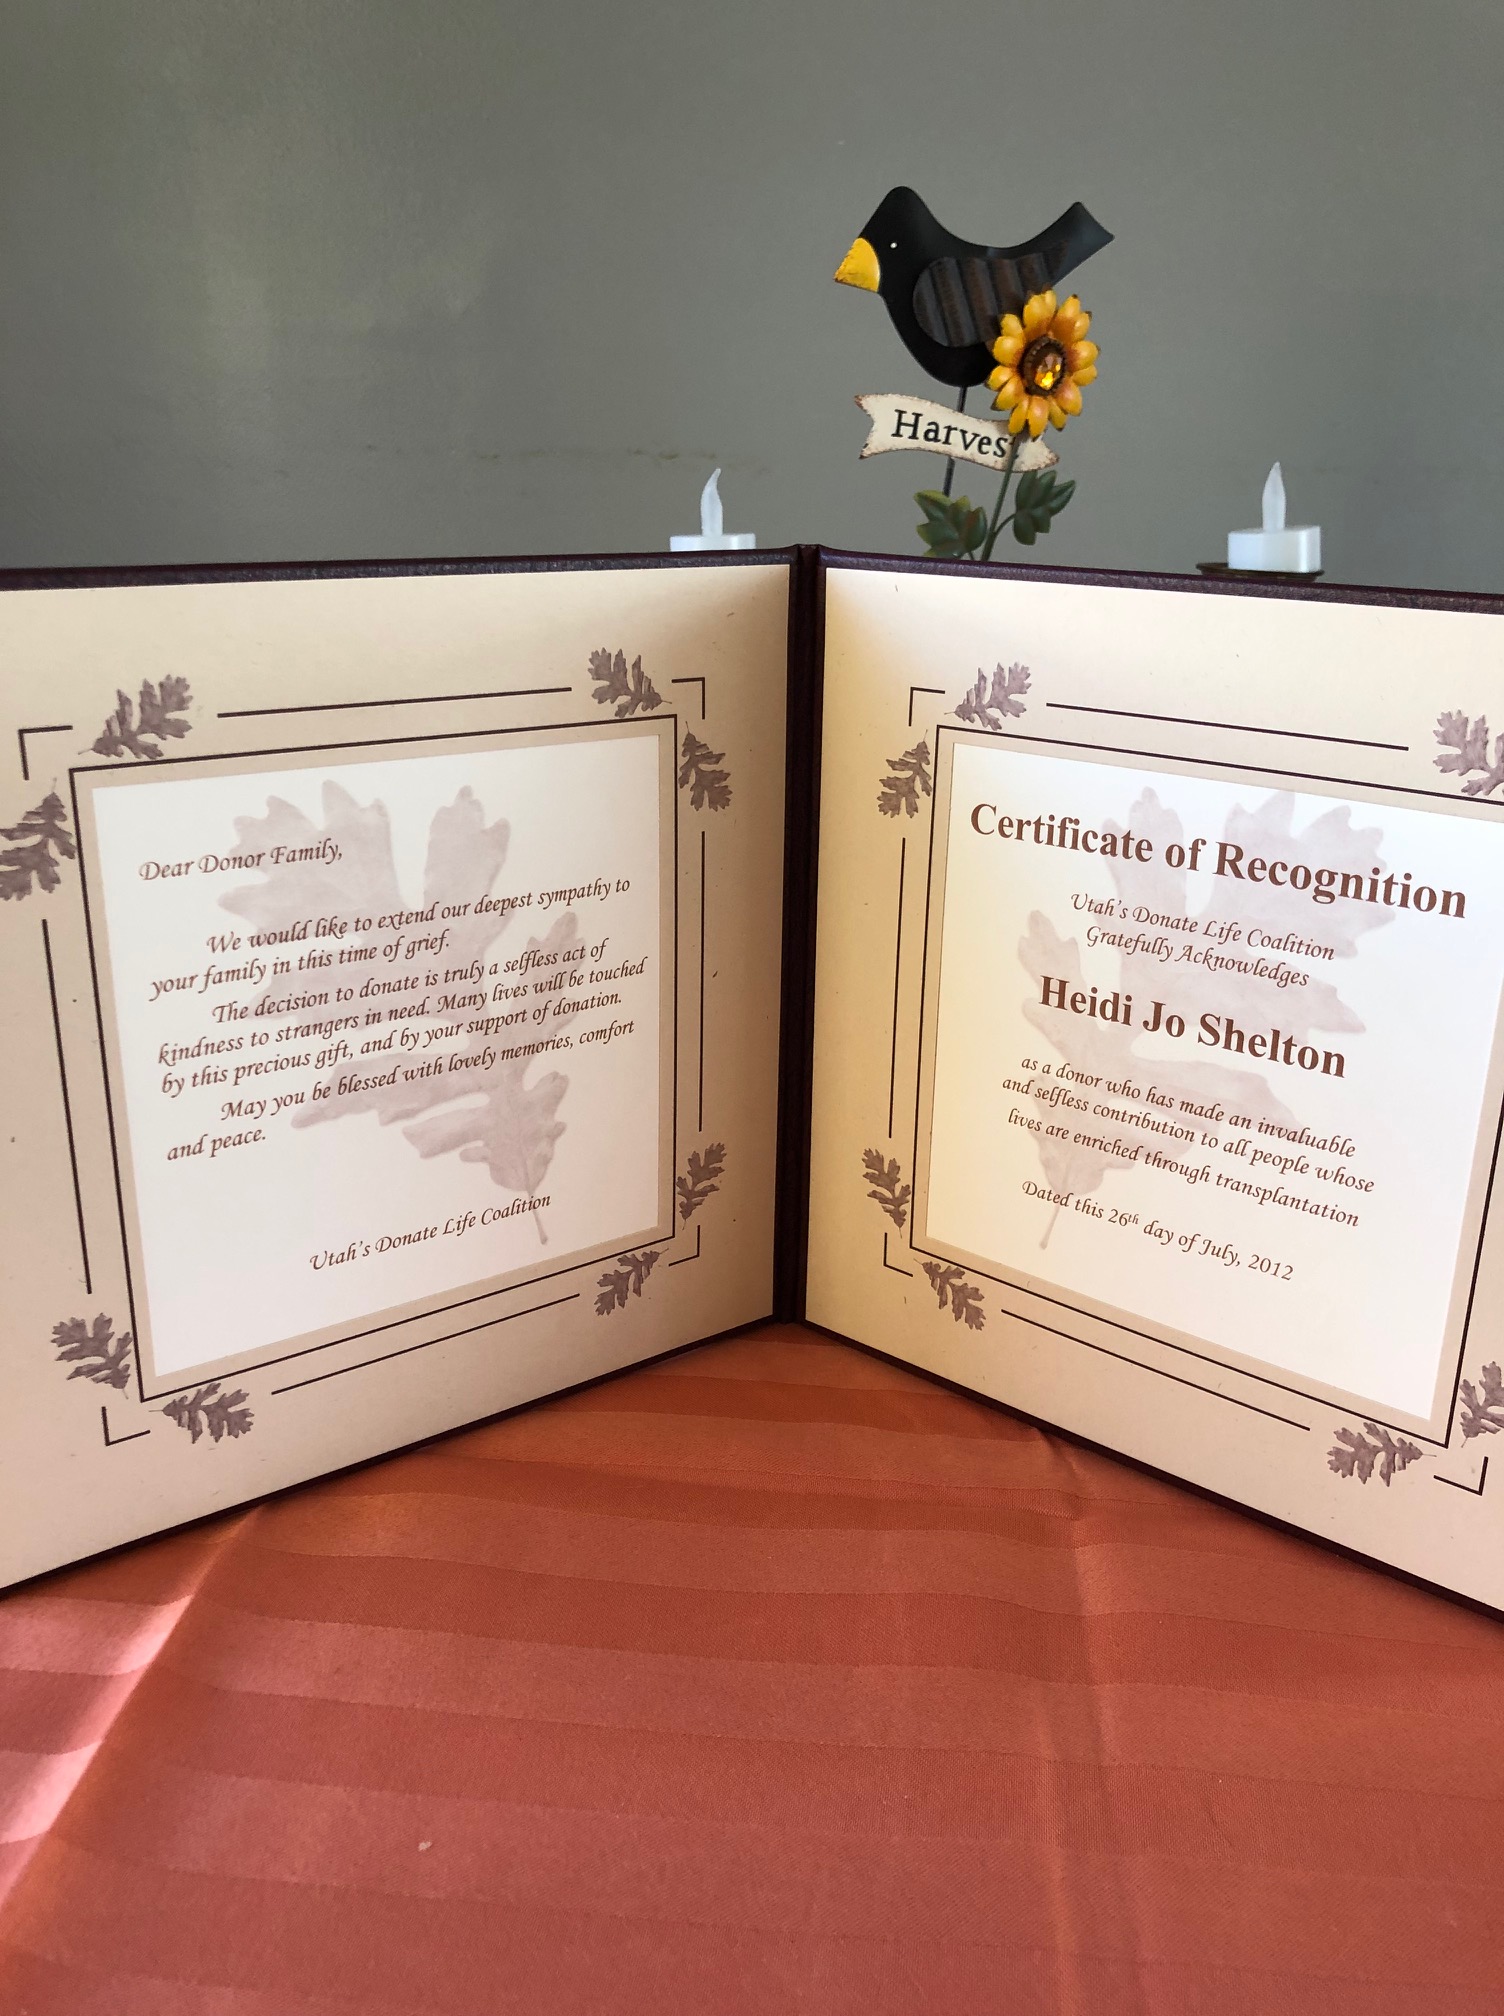 Harvest
Dear Donor Family,
We would like to extend our deepest sympathy to
your family in this time of grief.
The decision to donate is truly a selfless act of
kindness to strangers in need. Many lives will be touched
by this precious gift, and by your support of donation.
May you be blessed with lovely memories, comfort
and peace.
Utah's Donate Life Coalition
Certificate of Recognition
Utah's Donate Life Coalition
Gratefully Acknowledges
Heidi Jo Shelton
as a donor who has made an invaluable
and selfless contribution to all people whose
lives are enriched through transplantation
Dated this 26th day of July, 2012